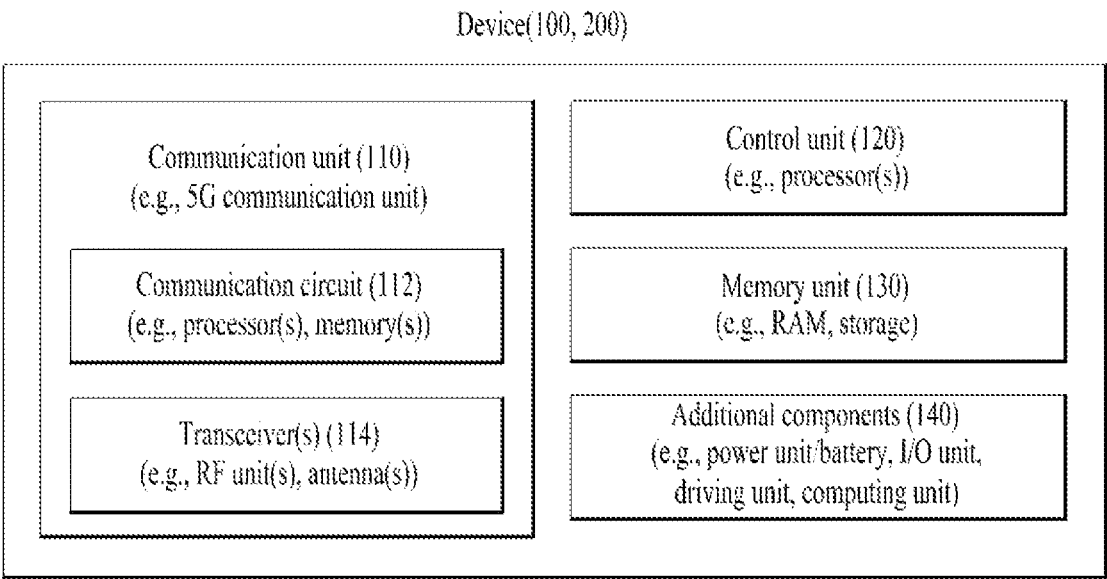 Device(100, 200)
Communication unit (110)
(e.g., 5G communication unit)
Communication circuit (112)
(e.g., processor(s), memory(s))
Transceiver(s) (114)
(e.g., RF unit(s), antenna(s))
Control unit (120)
(e.g., processor(s))
Memory unit (130)
(e.g., RAM, storage)
Additional components (140)
(e.g., power unit/battery, I/O unit,
driving unit, computing unit)